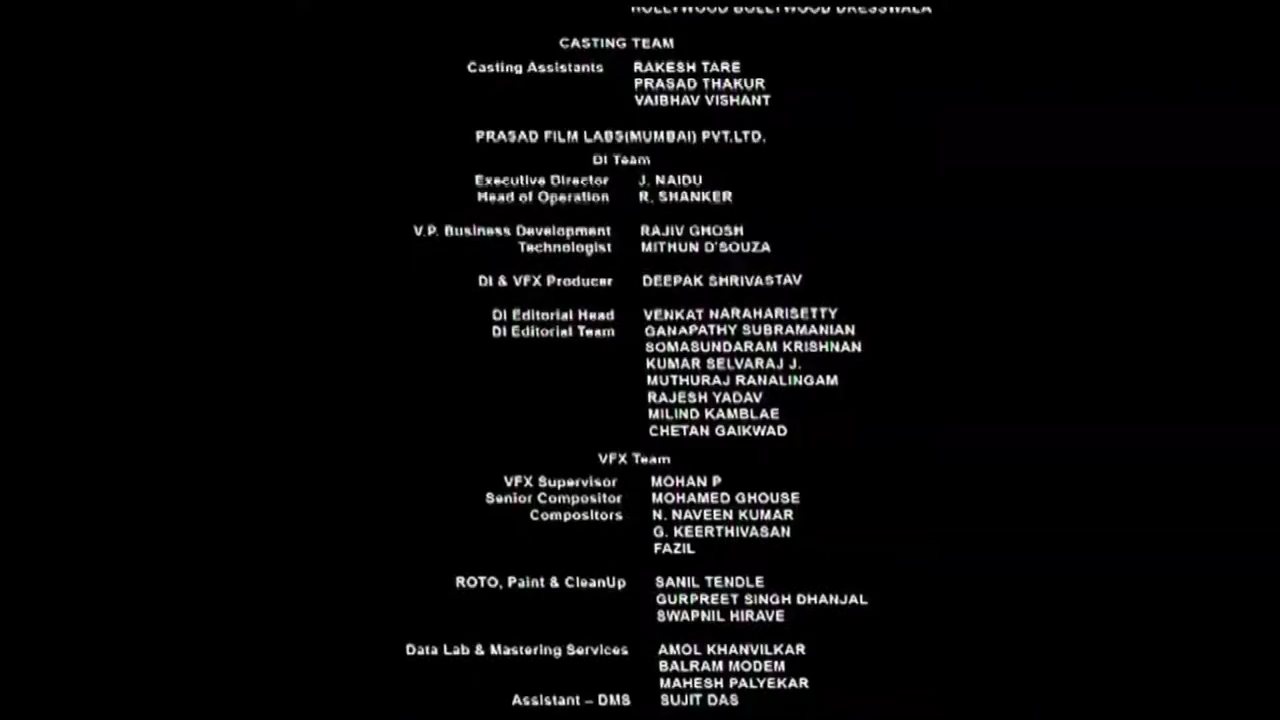 HOLLYWOOD BOLLYWOOD DRESSWALA
CASTING TEAM
Casting Assistants RAKESH TARE
PRASAD THAKUR
VAIBHAV VISHANT
PRASAD FILM LABS(MUMBAI) PVT.LTD.
DI Team
Executive Director J. NAIDU
Head of Operation R. SHANKER
V.P. Business Development RAJIV GHOSH
Technologist MITHUN D'SOUZA
DI & VFX Producer DEEPAK SHRIVASTAV
DI Editorial Head VENKAT NARAHARISETTY
DI Editorial Team GANAPATHY SUBRAMANIAN
SOMASUNDARAM KRISHNAN
KUMAR SELVARAJ J.
MUTHURAJ RANALINGAM
RAJESH YADAV
MILIND KAMBLAE
CHETAN GAIKWAD
VFX Team
VFX Supervisor MOHAN P
Senior Compositor MOHAMED GHOUSE
Compositors N. NAVEEN KUMAR
G. KEERTHIVASAN
FAZIL
ROTO, Paint & CleanUp SANIL TENDLE
GURPREET SINGH DHANJAL
SWAPNIL HIRAVE
Data Lab & Mastering Services AMOL KHANVILKAR
BALRAM MODEM
MAHESH PALYEKAR
Assistant – DMS SUJIT DAS